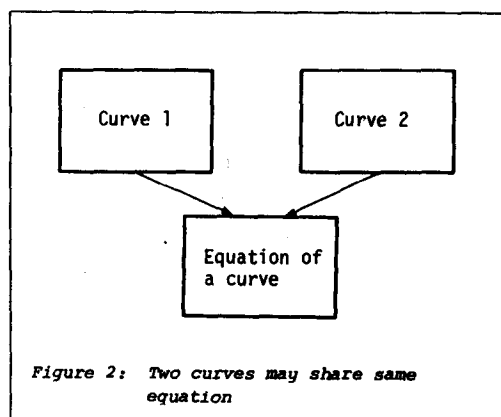 Curve 1
Curve 2
Equation of
a curve
Figure 2: Two curves may share same
equation